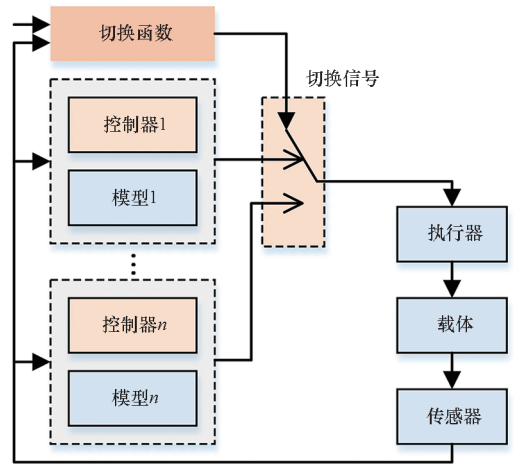 切换函数
切换信号
控制器1
模型1
控制器n
模型n
执行器
载体
传感器